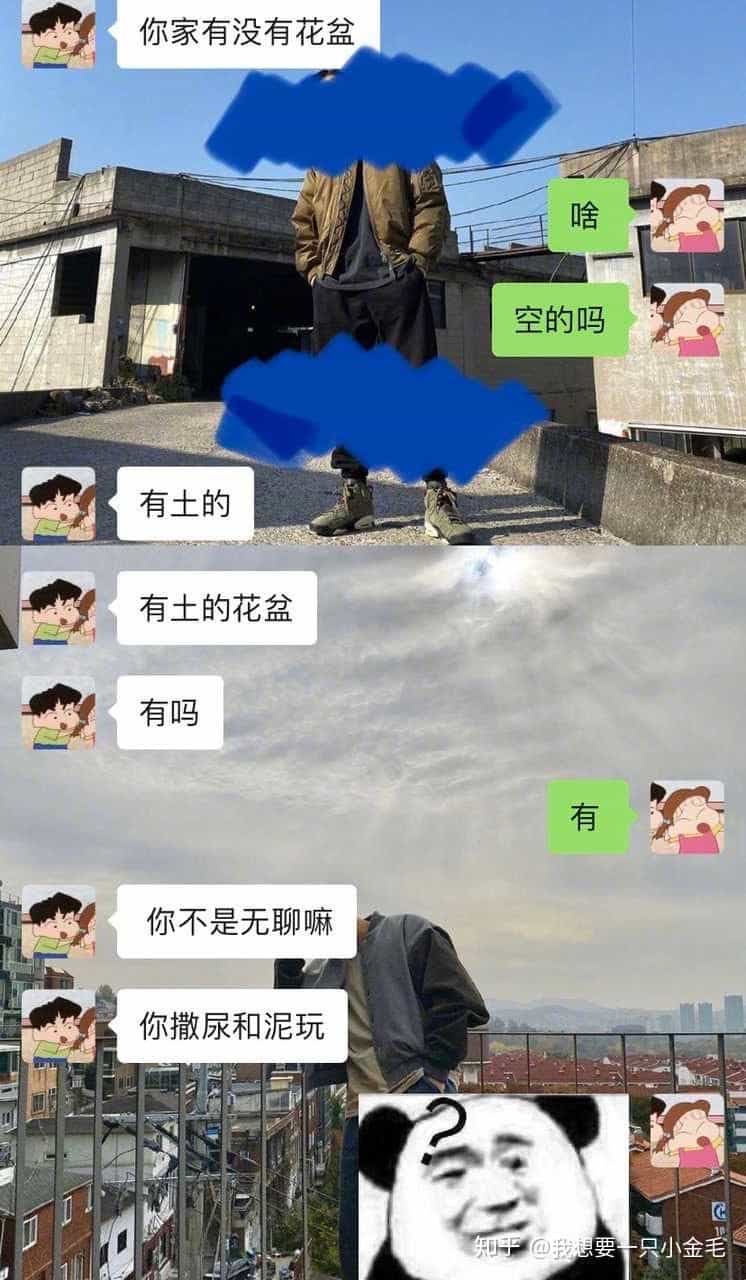 你家有没有花盆
啥
空的吗
有土的
有土的花盆
有吗
有
你不是无聊嘛
你撒尿和泥玩
?
知乎 @我想要一只小金毛